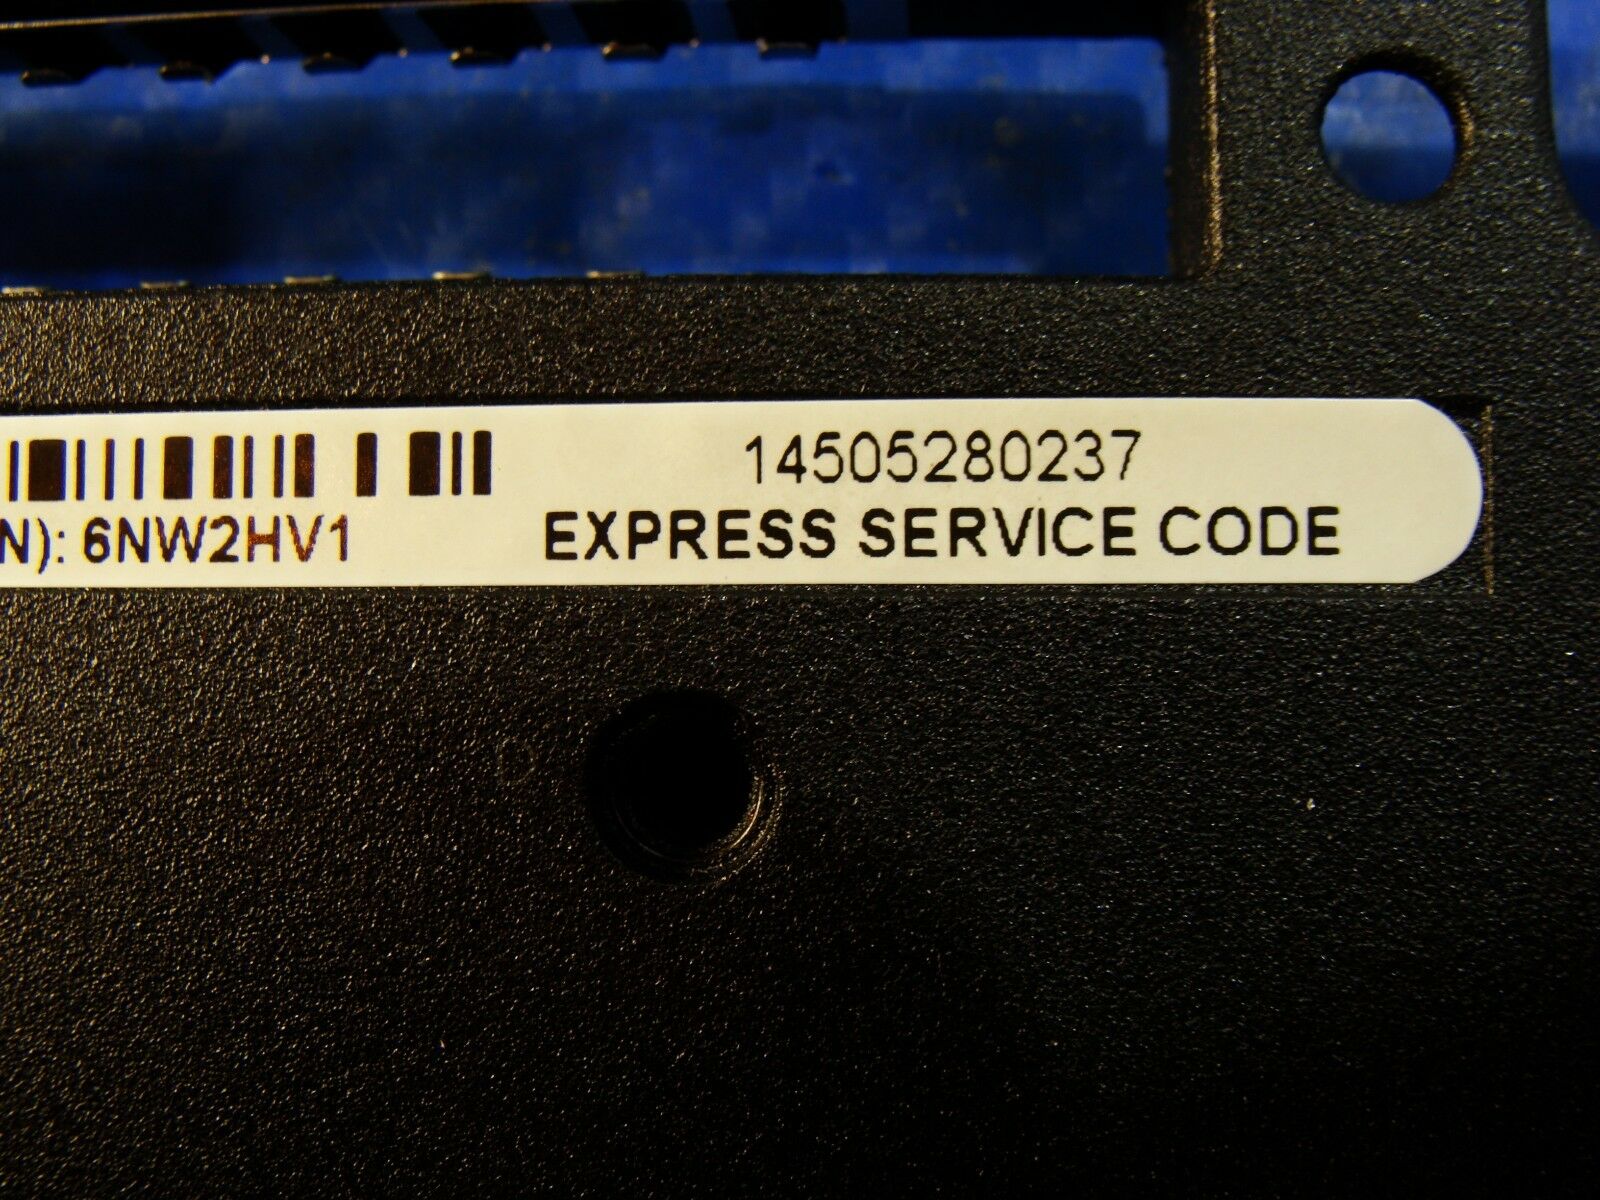 14505280237
N): 6NW2HV1 EXPRESS SERVICE CODE